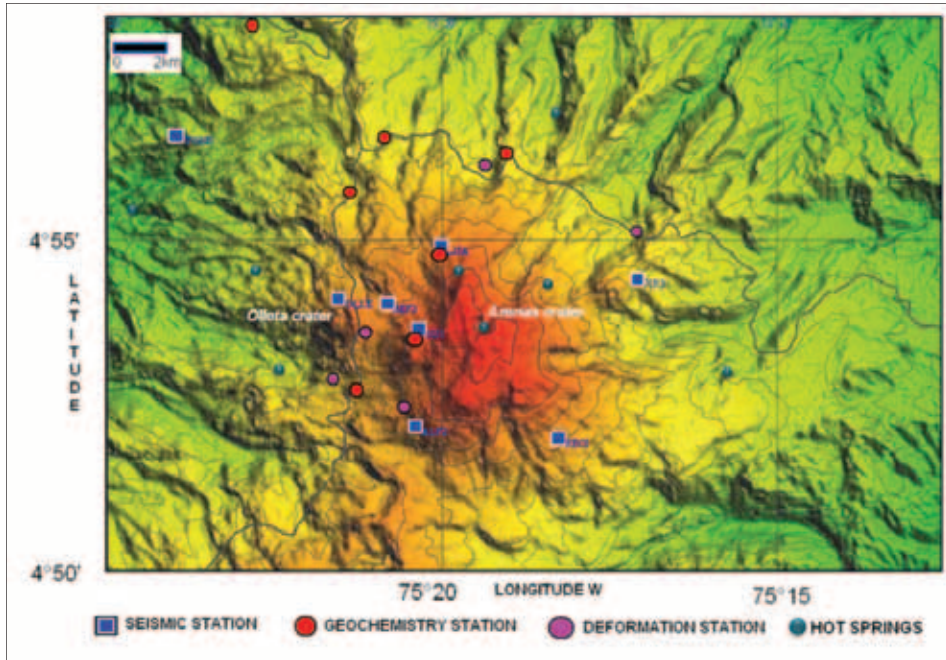 0 2km
4°55'
LATITUDE
Olleta crater
Arenas crater
4°50'
75°20
LONGITUDE W
75°15
SEISMIC STATION
GEOCHEMISTRY STATION
DEFORMATION STATION
HOT SPRINGS